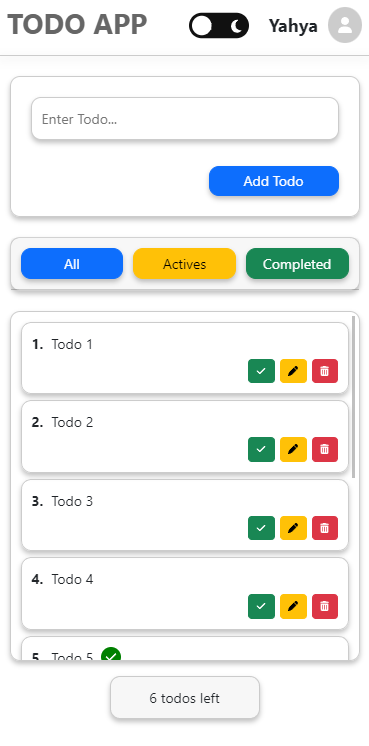 TODO APP
Yahya
Enter Todo...
Add Todo
All Actives Completed
1. Todo 1
2. Todo 2
3. Todo 3
4. Todo 4
5. Todo 5
6 todos left